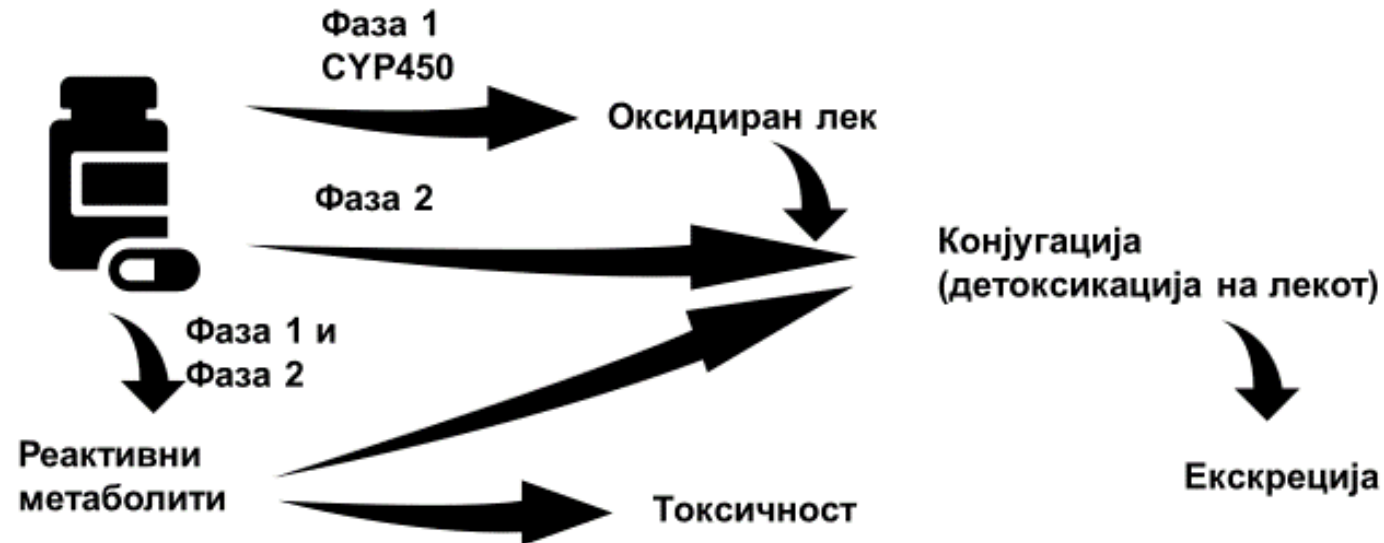 Фаза 1
CYP450
Оксидиран лек
Фаза 2
Конјугација
(детоксикација на лекот)
Фаза 1 и
Фаза 2
Реактивни
метаболити
Токсичност
Екскреција